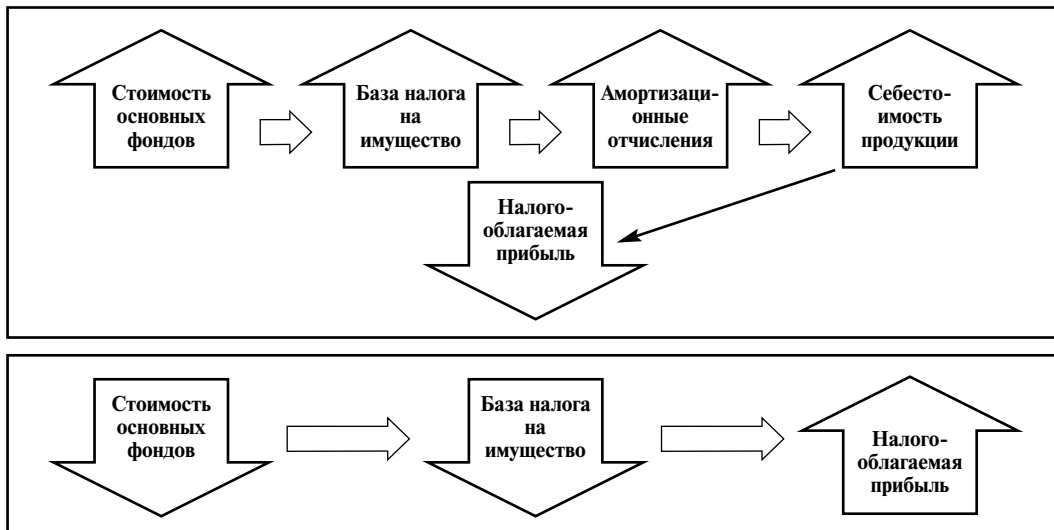 Стоимость
основных
фондов
База налога
на
имущество
Амортизаци-
онные
отчисления
Себесто-
имость
продукции
Налого-
облагаемая
прибыль
Стоимость
основных
фондов
База налога
на
имущество
Налого-
облагаемая
прибыль